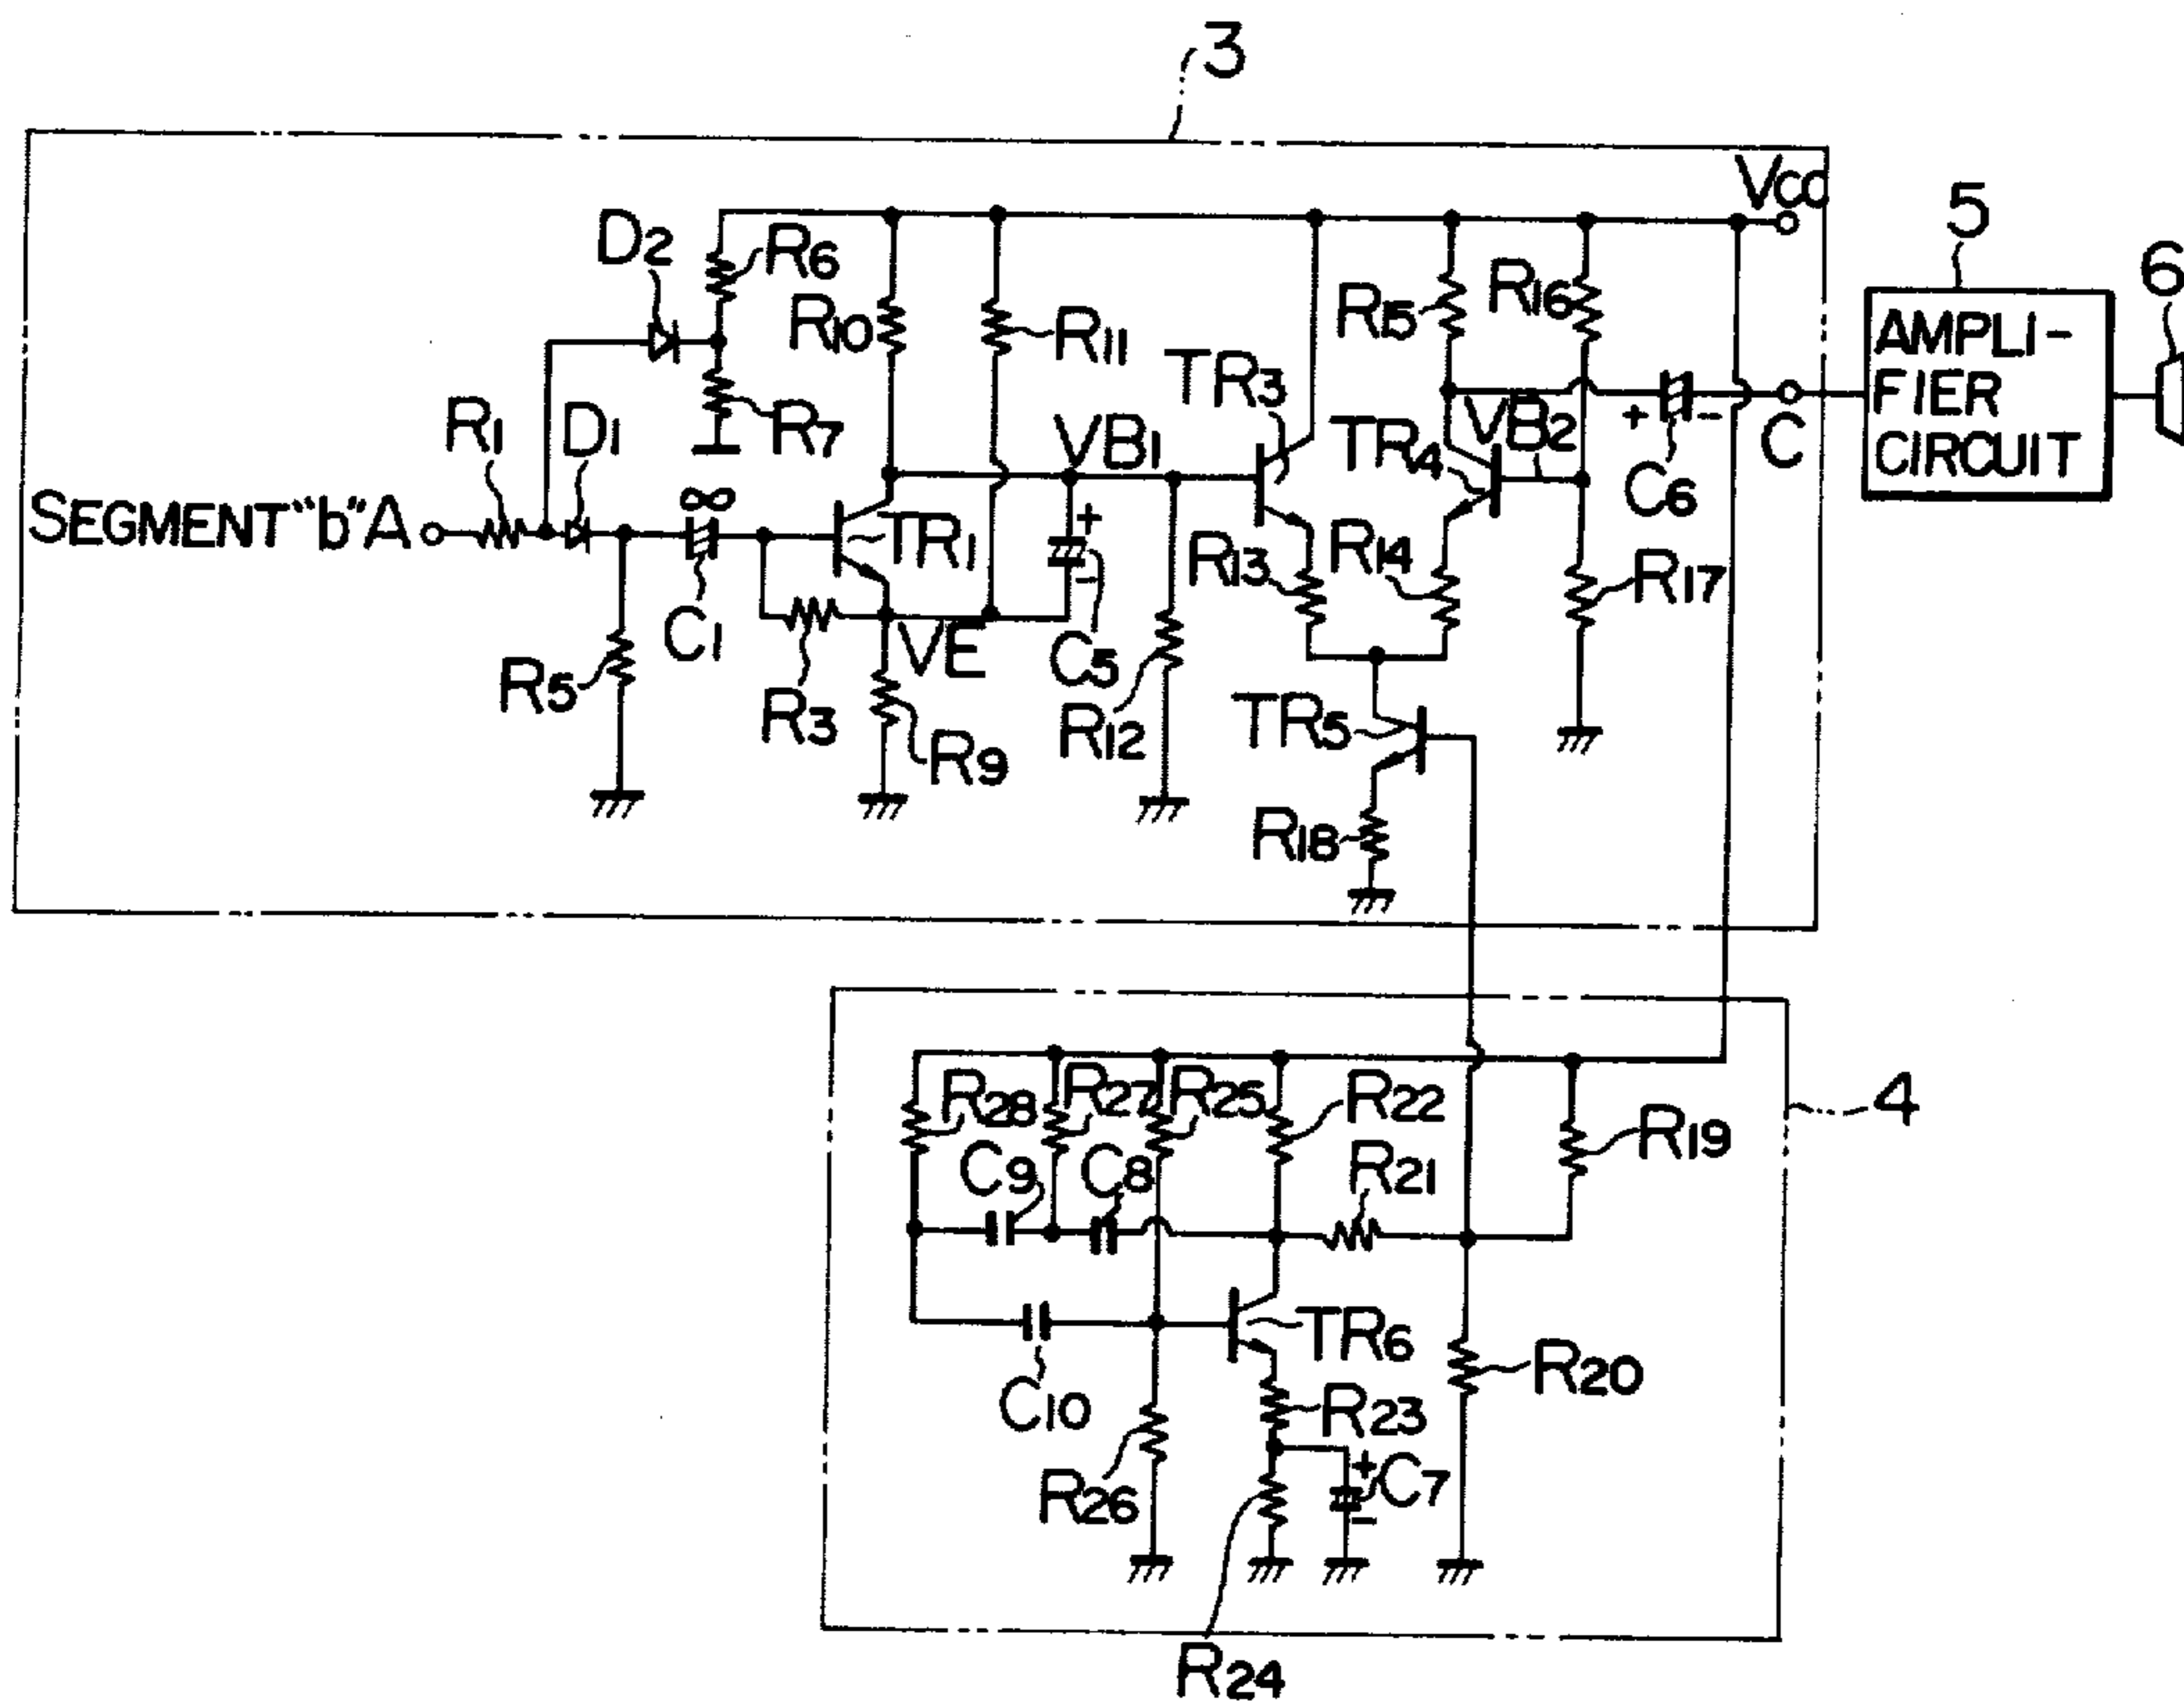 3
Vcc
5
D2
R6
R10
R11
R15
R16
6
AMPLI-
FIER
CIRCUIT
R1
D1
R7
VB1
TR3
TR4
VB2
+
-
C6
C
SEGMENT "b" A
∞
C1
TR1
+
-
C5
R13
R14
R17
R5
R3
VE
R9
R12
TR5
R18
4
R28
R27
R25
R22
R19
C9
C8
R21
TR6
R20
C10
R23
R26
+
C7
-
R24